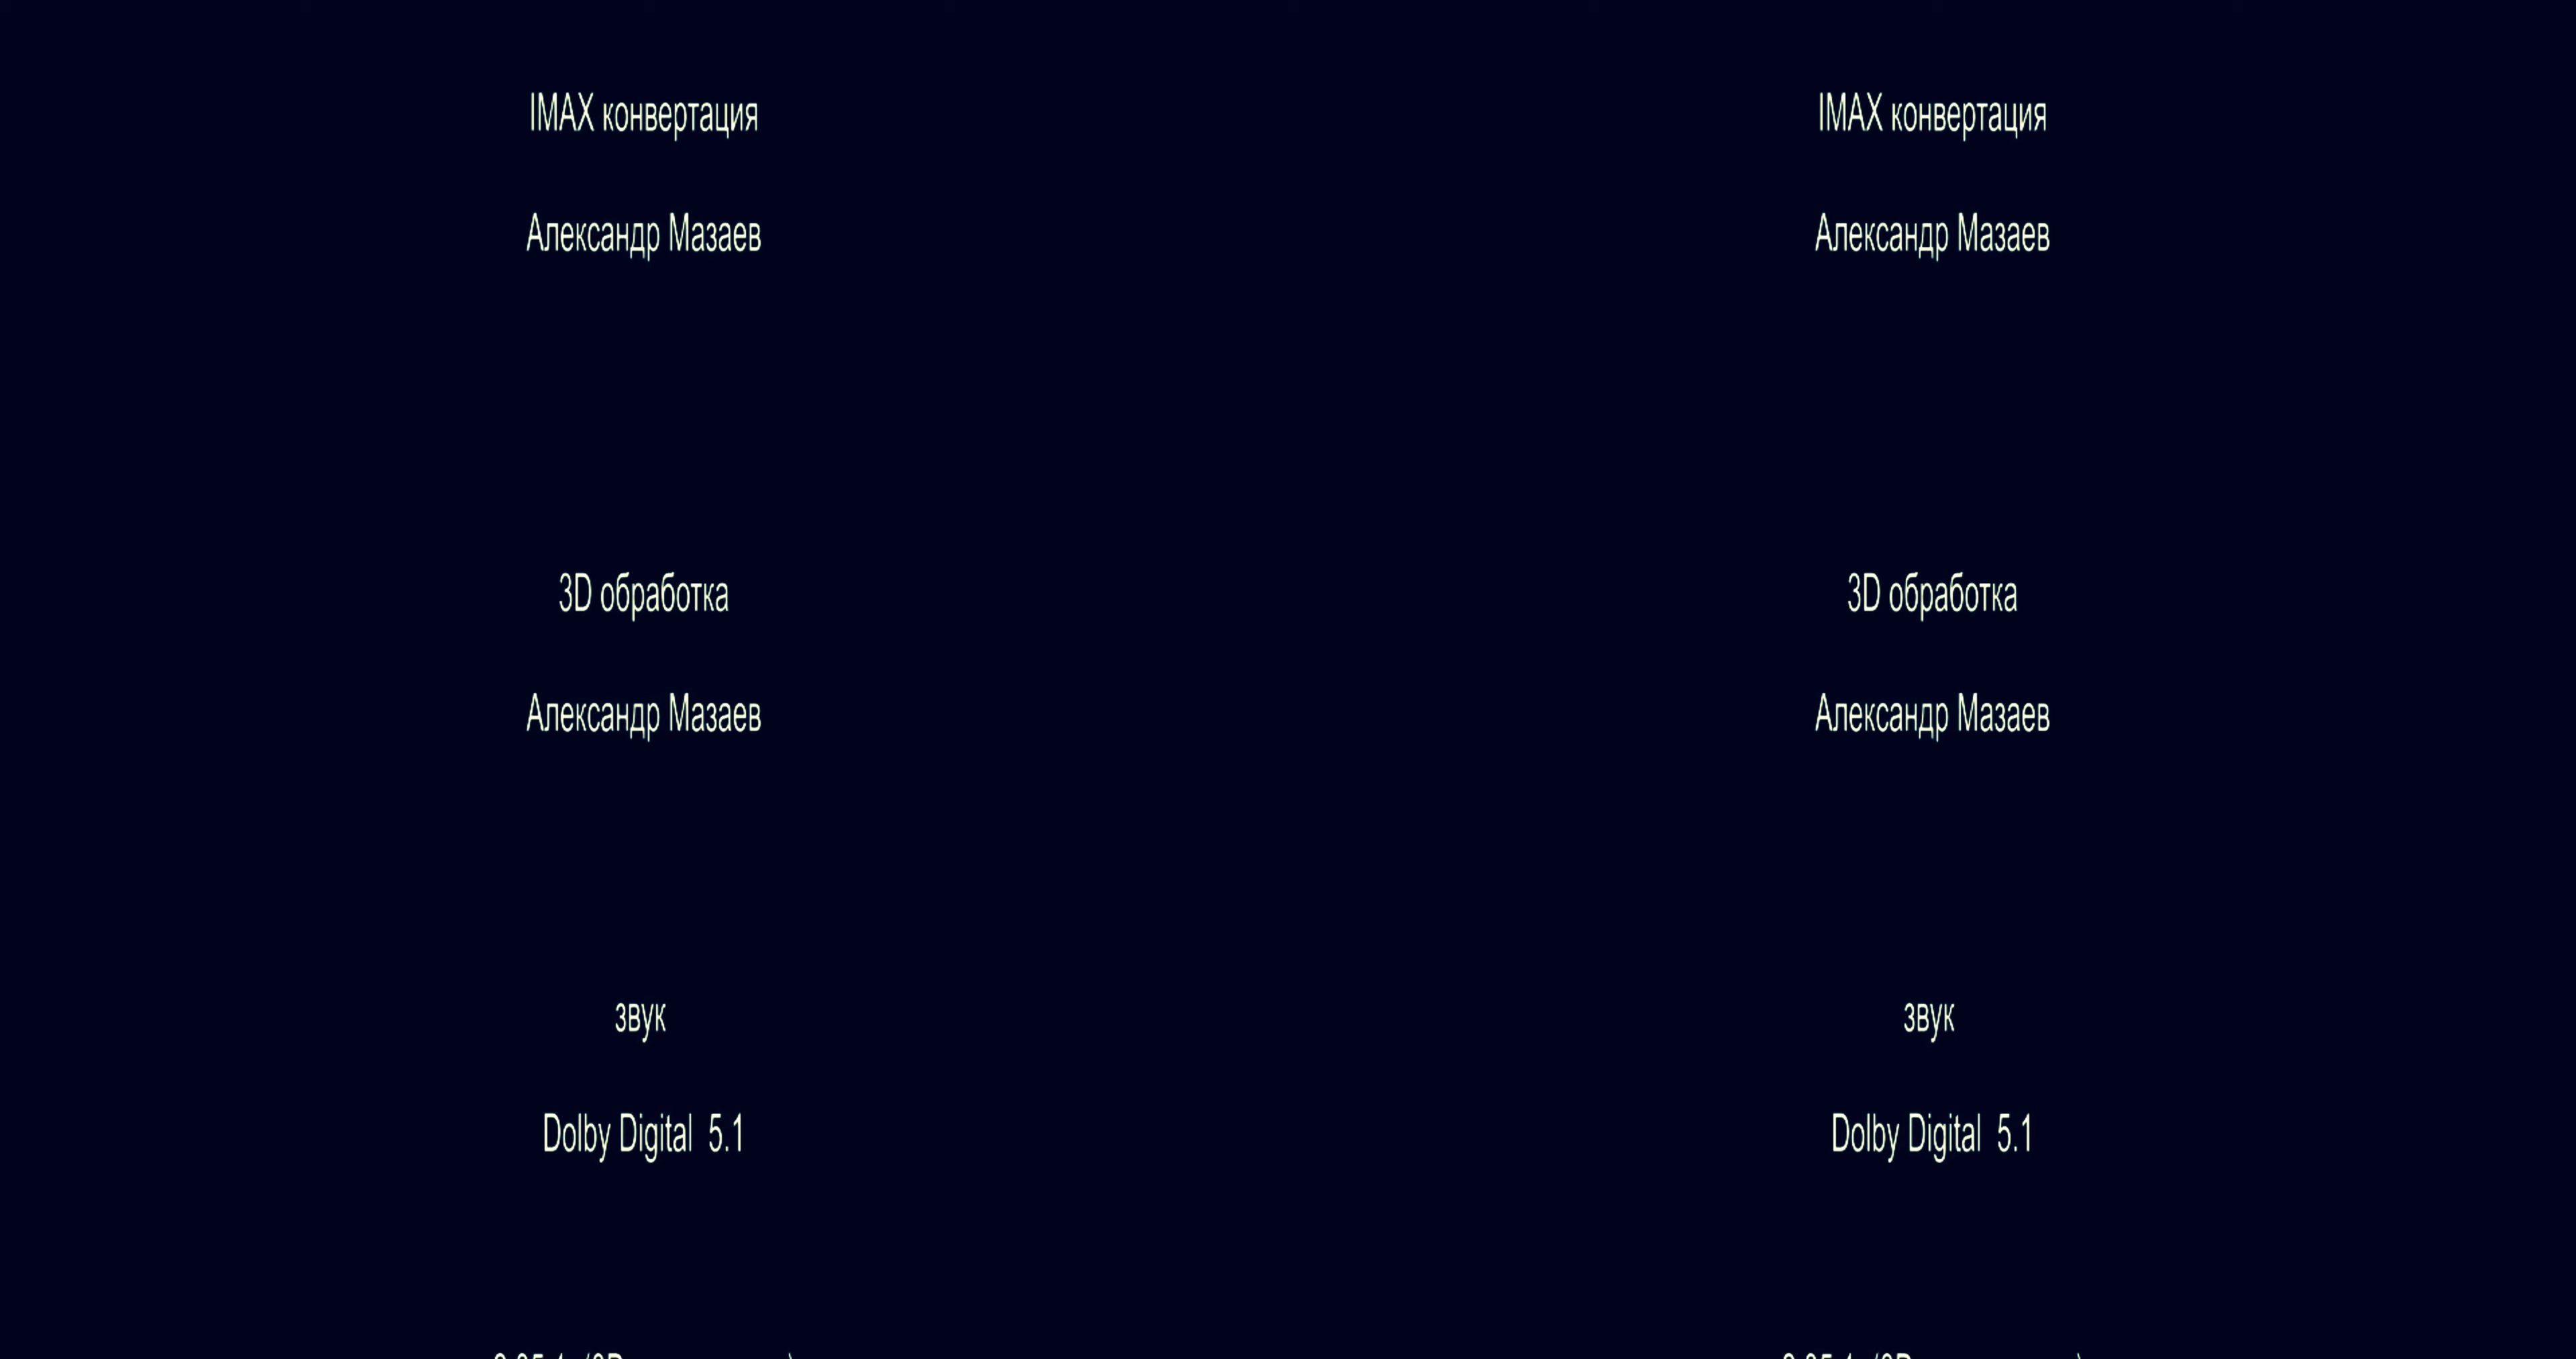 IMAX конвертация
Александр Мазаев
3D обработка
Александр Мазаев
звук
Dolby Digital 5.1
IMAX конвертация
Александр Мазаев
3D обработка
Александр Мазаев
звук
Dolby Digital 5.1